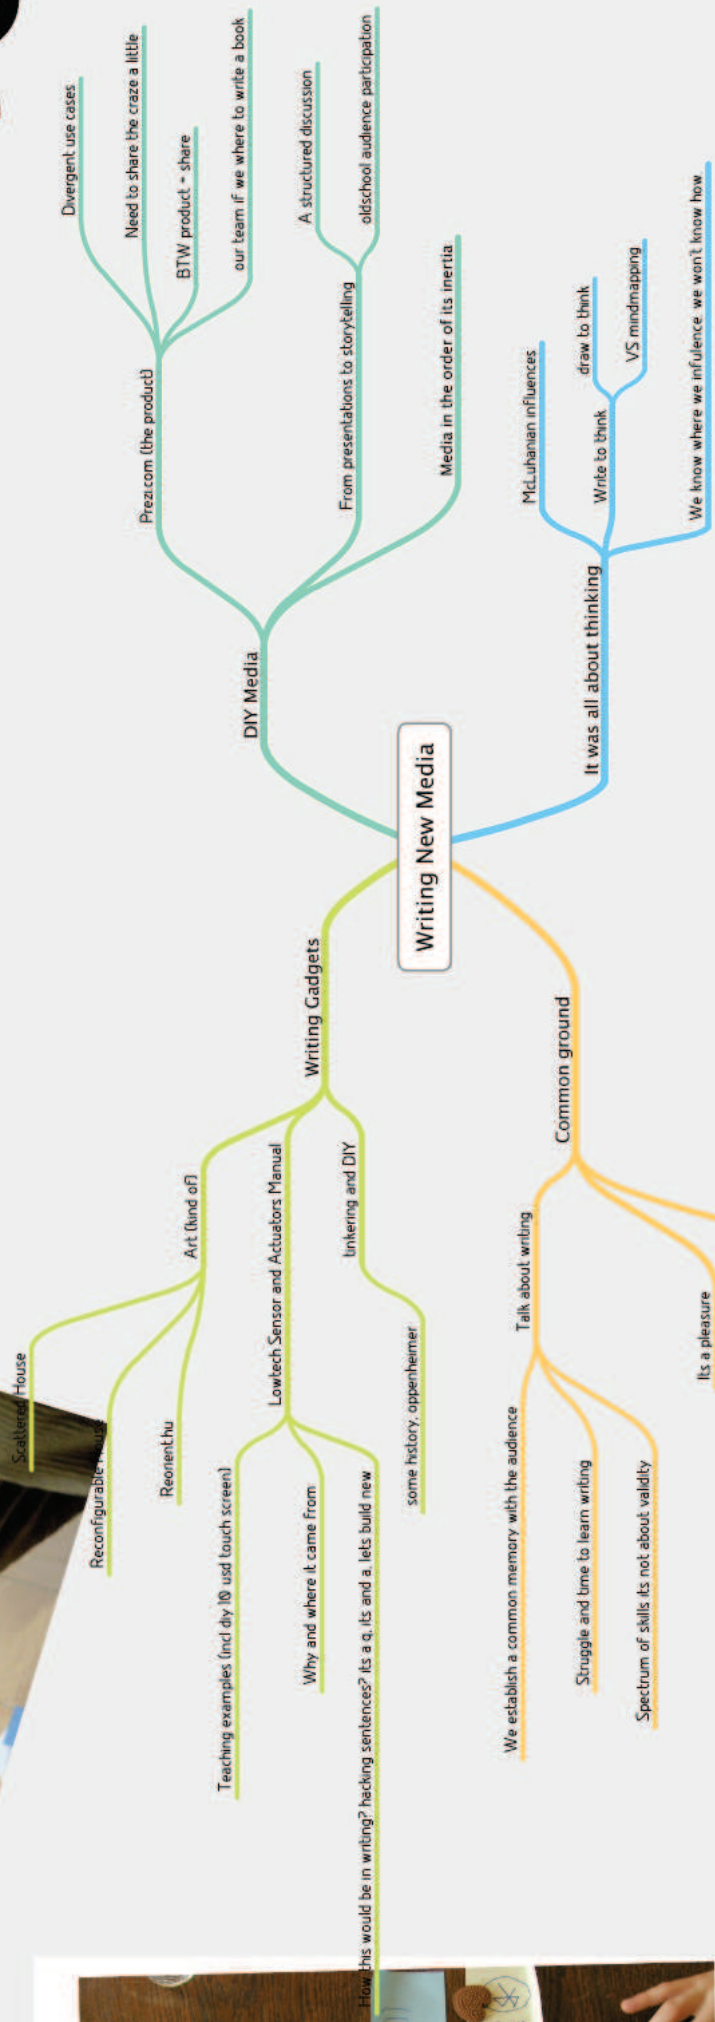 Writing New Media
DIY Media
Prezi.com (the product)
Divergent use cases
Need to share the craze a little
BTW product - share
our team if we where to write a book
From presentations to storytelling
A structured discussion
oldschool audience participation
Media in the order of its inertia
It was all about thinking
McLuhanian influences
Write to think
draw to think
VS mindmapping
We know where we infulence, we won't know how
Writing Gadgets
Art (kind of)
Scattered House
Reconfigurable House
Reorient.hu
Lowtech Sensor and Actuators Manual
Teaching examples (incl diy 10 usd touch screen)
Why and where it came from
How this would be in writing? hacking sentences? its a q, its and a, lets build new
tinkering and DIY
some history, oppenheimer
Common ground
Talk about writing
We establish a common memory with the audience
Struggle and time to learn writing
Spectrum of skills its not about validity
Its a pleasure